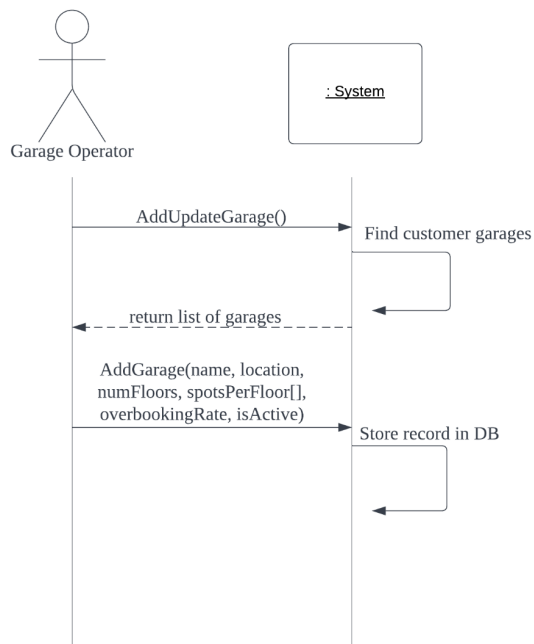 : System
Garage Operator
AddUpdateGarage()
Find customer garages
return list of garages
AddGarage(name, location,
numFloors, spotsPerFloor[],
overbookingRate, isActive)
Store record in DB